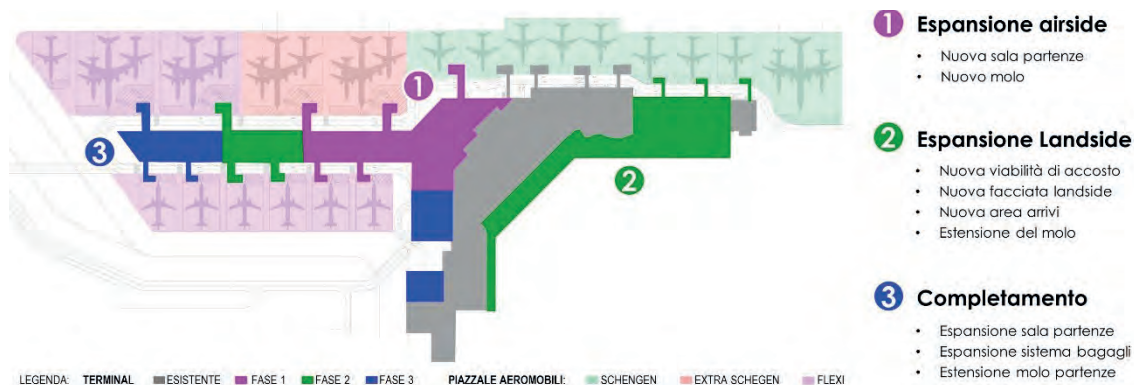 1 Espansione airside
• Nuova sala partenze
• Nuovo molo
2 Espansione Landside
• Nuova viabilità di accosto
• Nuova facciata landside
• Nuova area arrivi
• Estensione del molo
3 Completamento
• Espansione sala partenze
• Espansione sistema bagagli
• Estensione molo partenze
1
3
2
LEGENDA: TERMINAL ESISTENTE FASE 1 FASE 2 FASE 3 PIAZZALE AEROMOBILI: SCHENGEN EXTRA SCHEGEN FLEXI